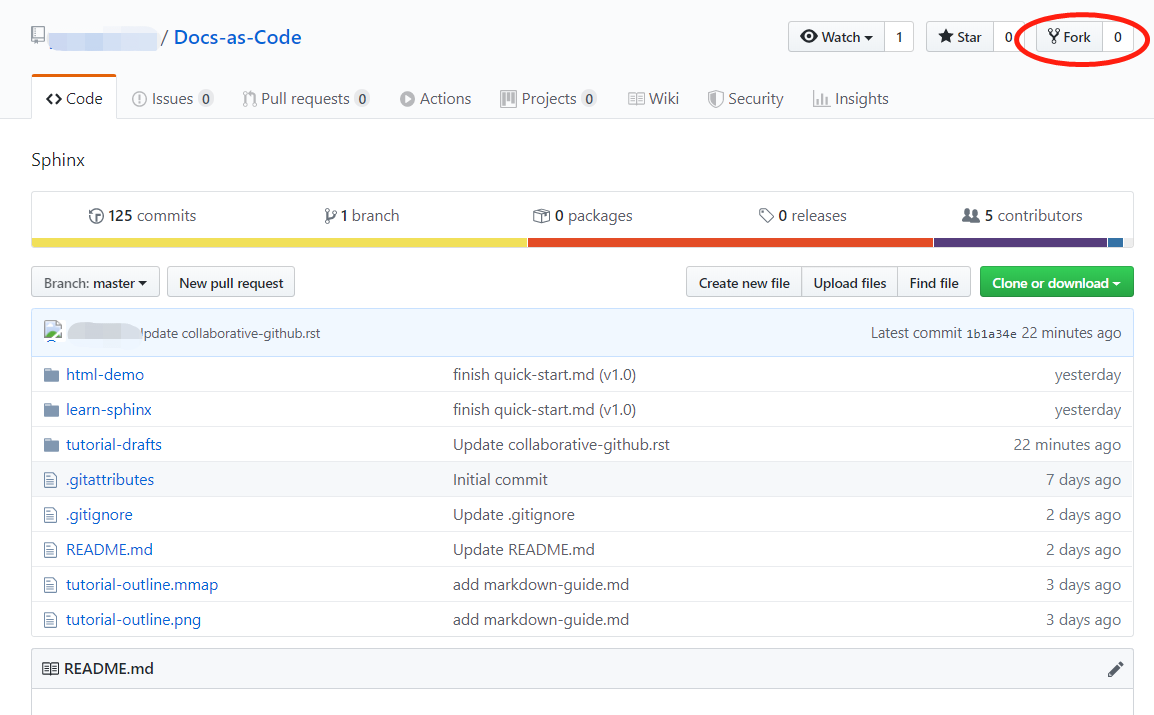 / Docs-as-Code
Watch 1 Star 0 Fork 0
Code Issues 0 Pull requests 0 Actions Projects 0 Wiki Security Insights
Sphinx
125 commits 1 branch 0 packages 0 releases 5 contributors
Branch: master New pull request Create new file Upload files Find file Clone or download
pdate collaborative-github.rst Latest commit 1b1a34e 22 minutes ago
html-demo finish quick-start.md (v1.0) yesterday
learn-sphinx finish quick-start.md (v1.0) yesterday
tutorial-drafts Update collaborative-github.rst 22 minutes ago
.gitattributes Initial commit 7 days ago
.gitignore Update .gitignore 2 days ago
README.md Update README.md 2 days ago
tutorial-outline.mmap add markdown-guide.md 3 days ago
tutorial-outline.png add markdown-guide.md 3 days ago
README.md